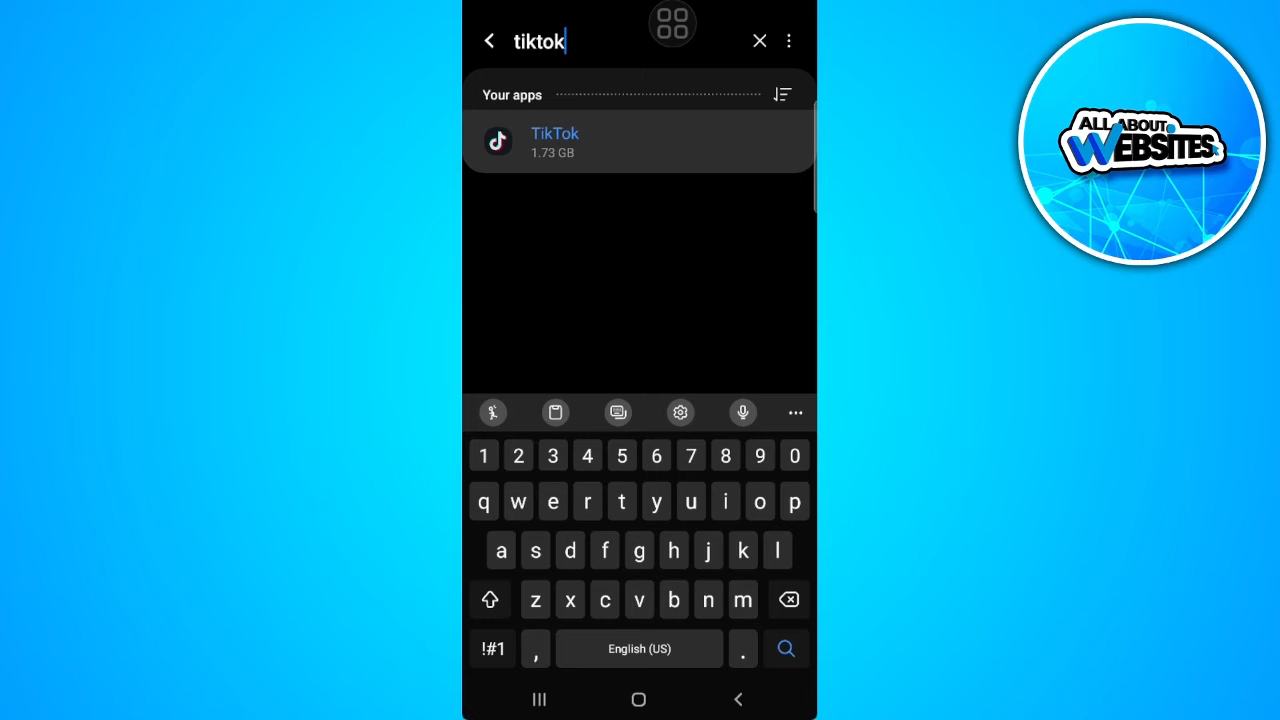 tiktok
Your apps
TikTok
1.73 GB
1 2 3 4 5 6 7 8 9 0
q w e r t y u i o p
a s d f g h j k l
z x c v b n m
!#1 , English (US) .
ALL ABOUT
WEBSITES